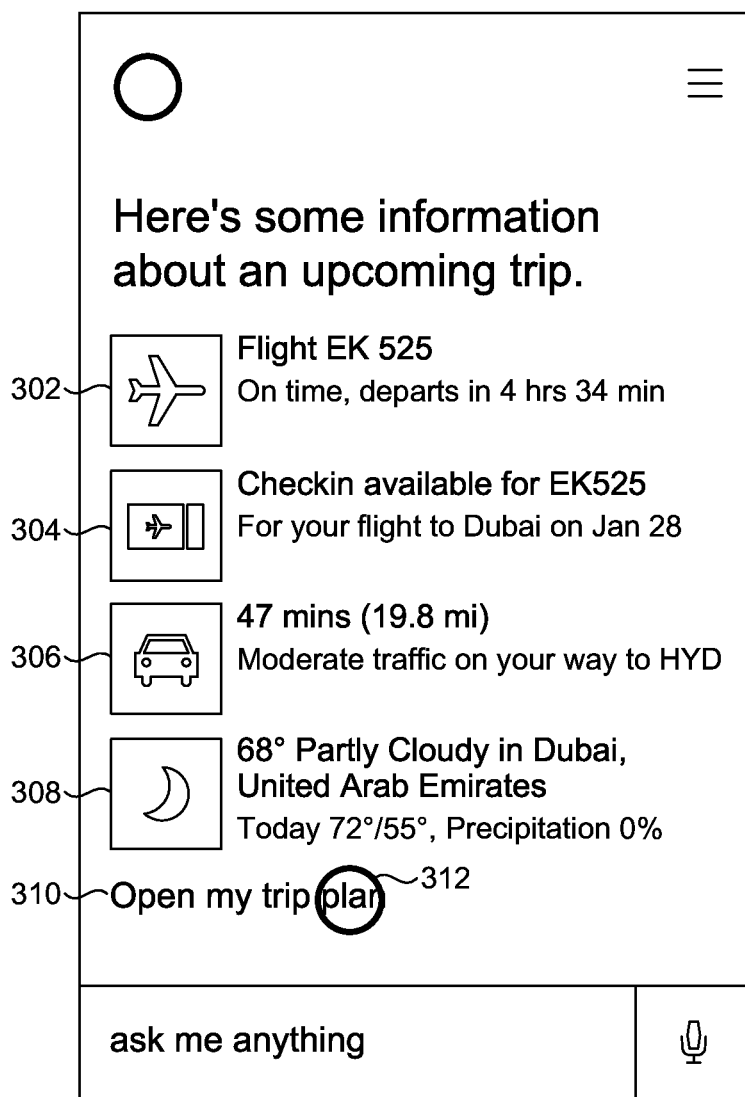 Here's some information
about an upcoming trip.
302
Flight EK 525
On time, departs in 4 hrs 34 min
304
Checkin available for EK525
For your flight to Dubai on Jan 28
306
47 mins (19.8 mi)
Moderate traffic on your way to HYD
308
68° Partly Cloudy in Dubai,
United Arab Emirates
Today 72°/55°, Precipitation 0%
310 Open my trip plan 312
ask me anything